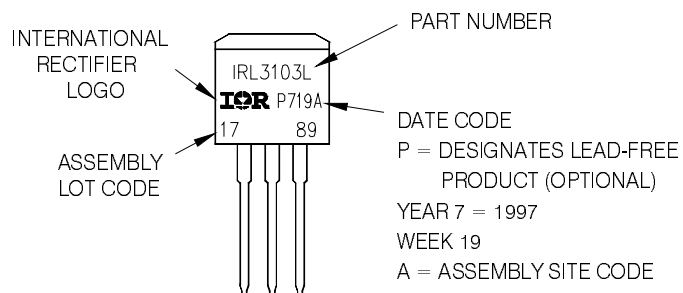 INTERNATIONAL
RECTIFIER
LOGO
PART NUMBER
IRL3103L
IOR P719A
17 89
ASSEMBLY
LOT CODE
DATE CODE
P = DESIGNATES LEAD-FREE
PRODUCT (OPTIONAL)
YEAR 7 = 1997
WEEK 19
A = ASSEMBLY SITE CODE